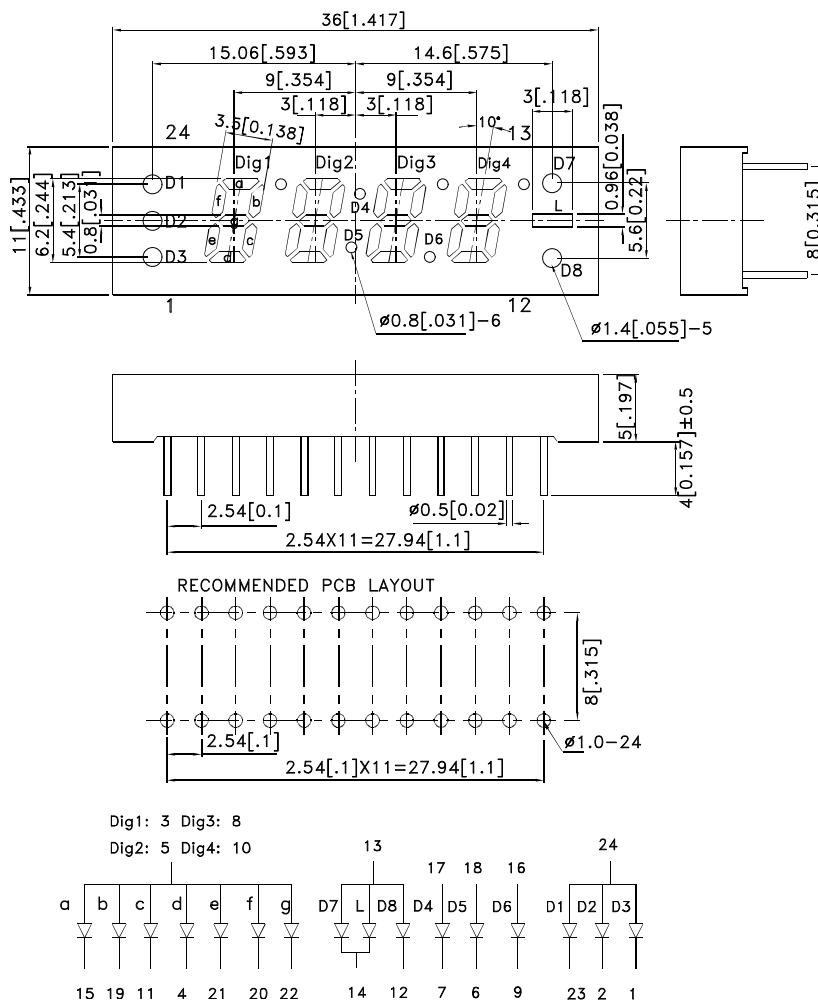 36[1.417]
15.06[.593] 14.6[.575]
9[.354] 9[.354]
3[.118] 3[.118] 3[.118]
24 3.5[0.138] 10° 13
Dig1 Dig2 Dig3 Dig4 D7
D1 a
f b D4 L
D2 g
D5 D6
e c
D3 d D8
1 12
11[.433]
6.2[.244]
5.4[.213]
0.8[.031]
0.96[0.038]
5.6[0.22]
8[0.315]
ø0.8[.031]-6
ø1.4[.055]-5
5[.197]
4[0.157]±0.5
2.54[0.1] ø0.5[0.02]
2.54X11=27.94[1.1]
RECOMMENDED PCB LAYOUT
8[.315]
2.54[.1] ø1.0-24
2.54[.1]X11=27.94[1.1]
Dig1: 3 Dig3: 8
Dig2: 5 Dig4: 10
13 24
17 18 16
a b c d e f g D7 L D8 D4 D5 D6 D1 D2 D3
15 19 11 4 21 20 22 14 12 7 6 9 23 2 1